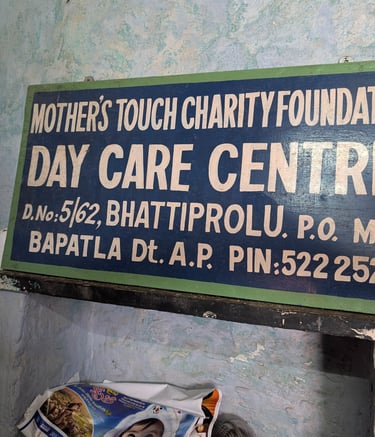 MOTHER'S TOUCH CHARITY FOUNDAT
DAY CARE CENTR
D.No: 5/62, BHATTIPROLU. P.O. M
BAPATLA Dt. A.P. PIN:522 252